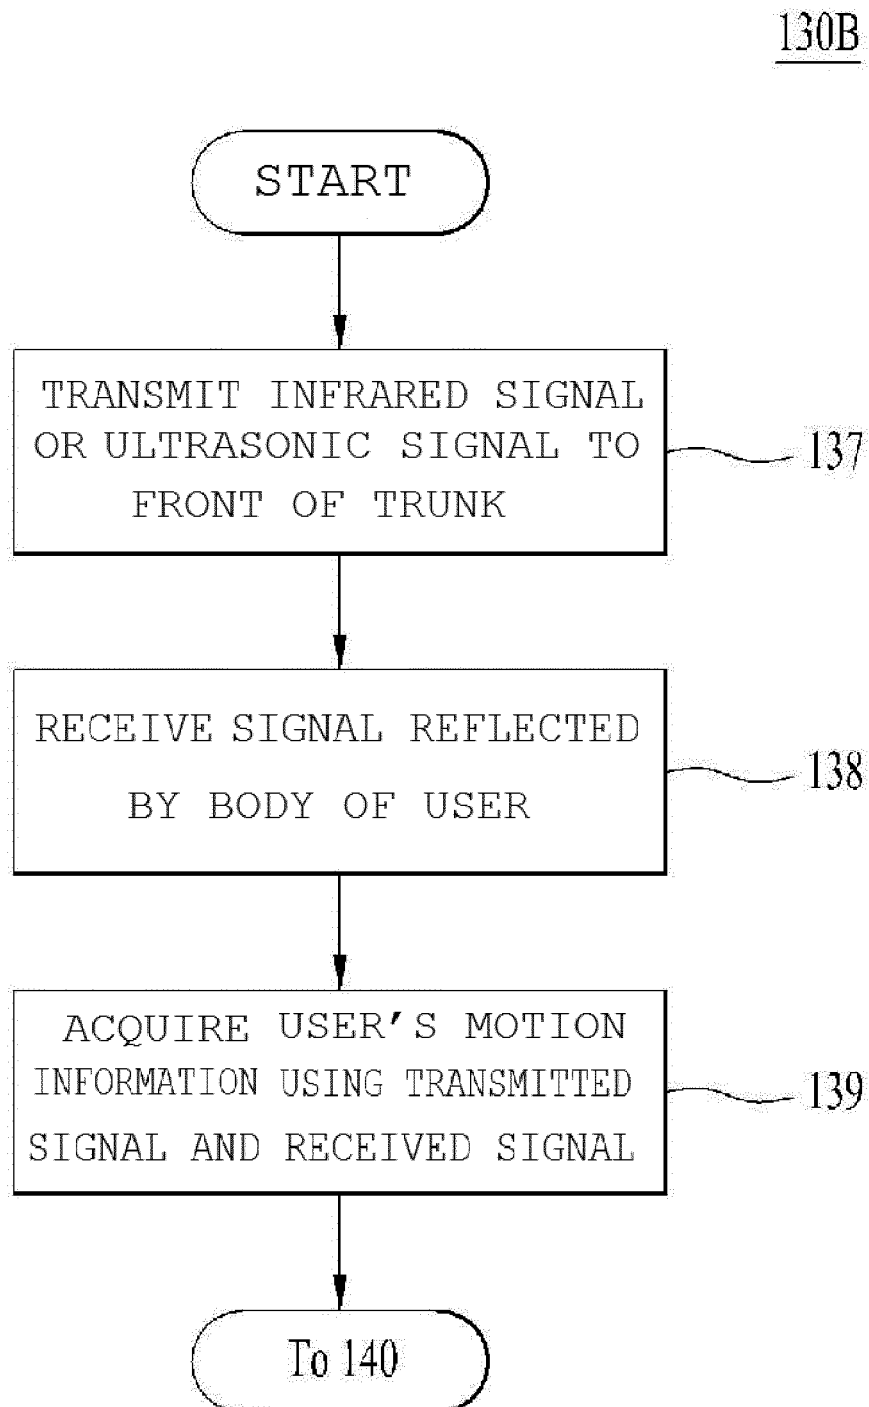 130B
START
TRANSMIT INFRARED SIGNAL
OR ULTRASONIC SIGNAL TO
FRONT OF TRUNK
137
RECEIVE SIGNAL REFLECTED
BY BODY OF USER
138
ACQUIRE USER'S MOTION
INFORMATION USING TRANSMITTED
SIGNAL AND RECEIVED SIGNAL
139
To 140